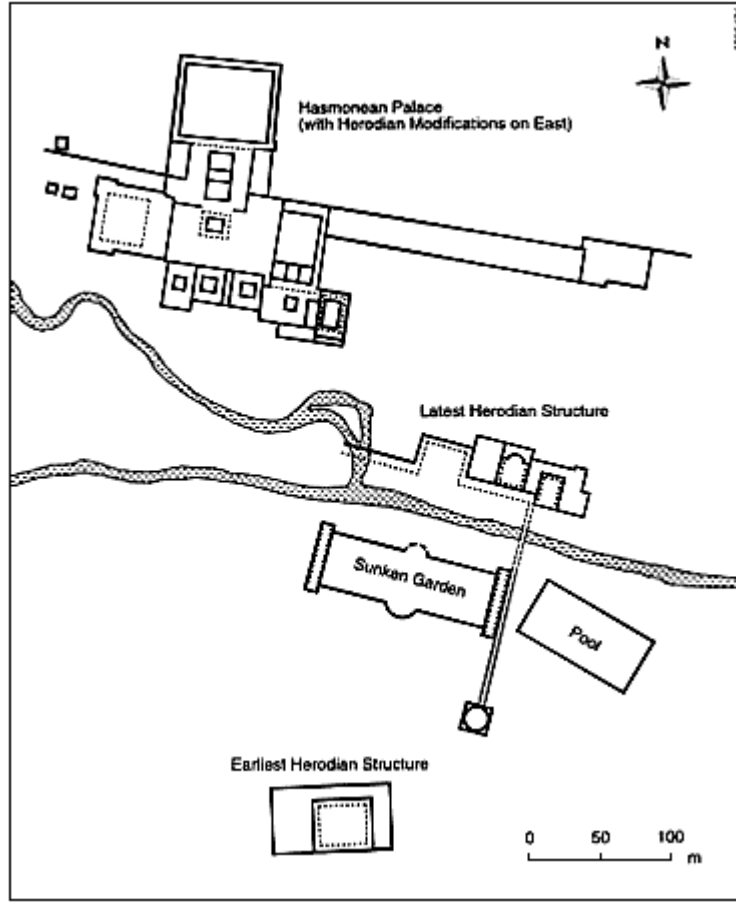 N
Hasmonean Palace
(with Herodian Modifications on East)
Latest Herodian Structure
Sunken Garden
Pool
Earliest Herodian Structure
0 50 100
m